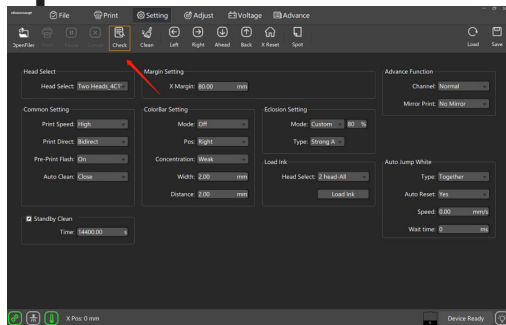 File Print Setting Adjust Voltage Advance
OpenFiles Print Pause Cancel Check Clean Left Right Ahead Back X Reset Spot Load Save
Head Select
Head Select: Two Heads_4C1
Margin Setting
X Margin: 80.00 mm
Advance Function
Channel: Normal
Mirror Print: No Mirror
Common Setting
Print Speed: High
Print Direct: Bidirect
Pre-Print Flash: On
Auto Clean: Close
ColorBar Setting
Mode: Off
Pos: Right
Concentration: Weak
Width: 2.00 mm
Distance: 2.00 mm
Eclosion Setting
Mode: Custom 80 %
Type: Strong A
Load Ink
Head Select: 2 head-All
Load Ink
Auto Jump White
Type: Together
Auto Reset: Yes
Speed: 0.00 mm/s
Wait time: 0 ms
Standby Clean
Time: 14400.00 s
X Pos: 0 mm
Device Ready